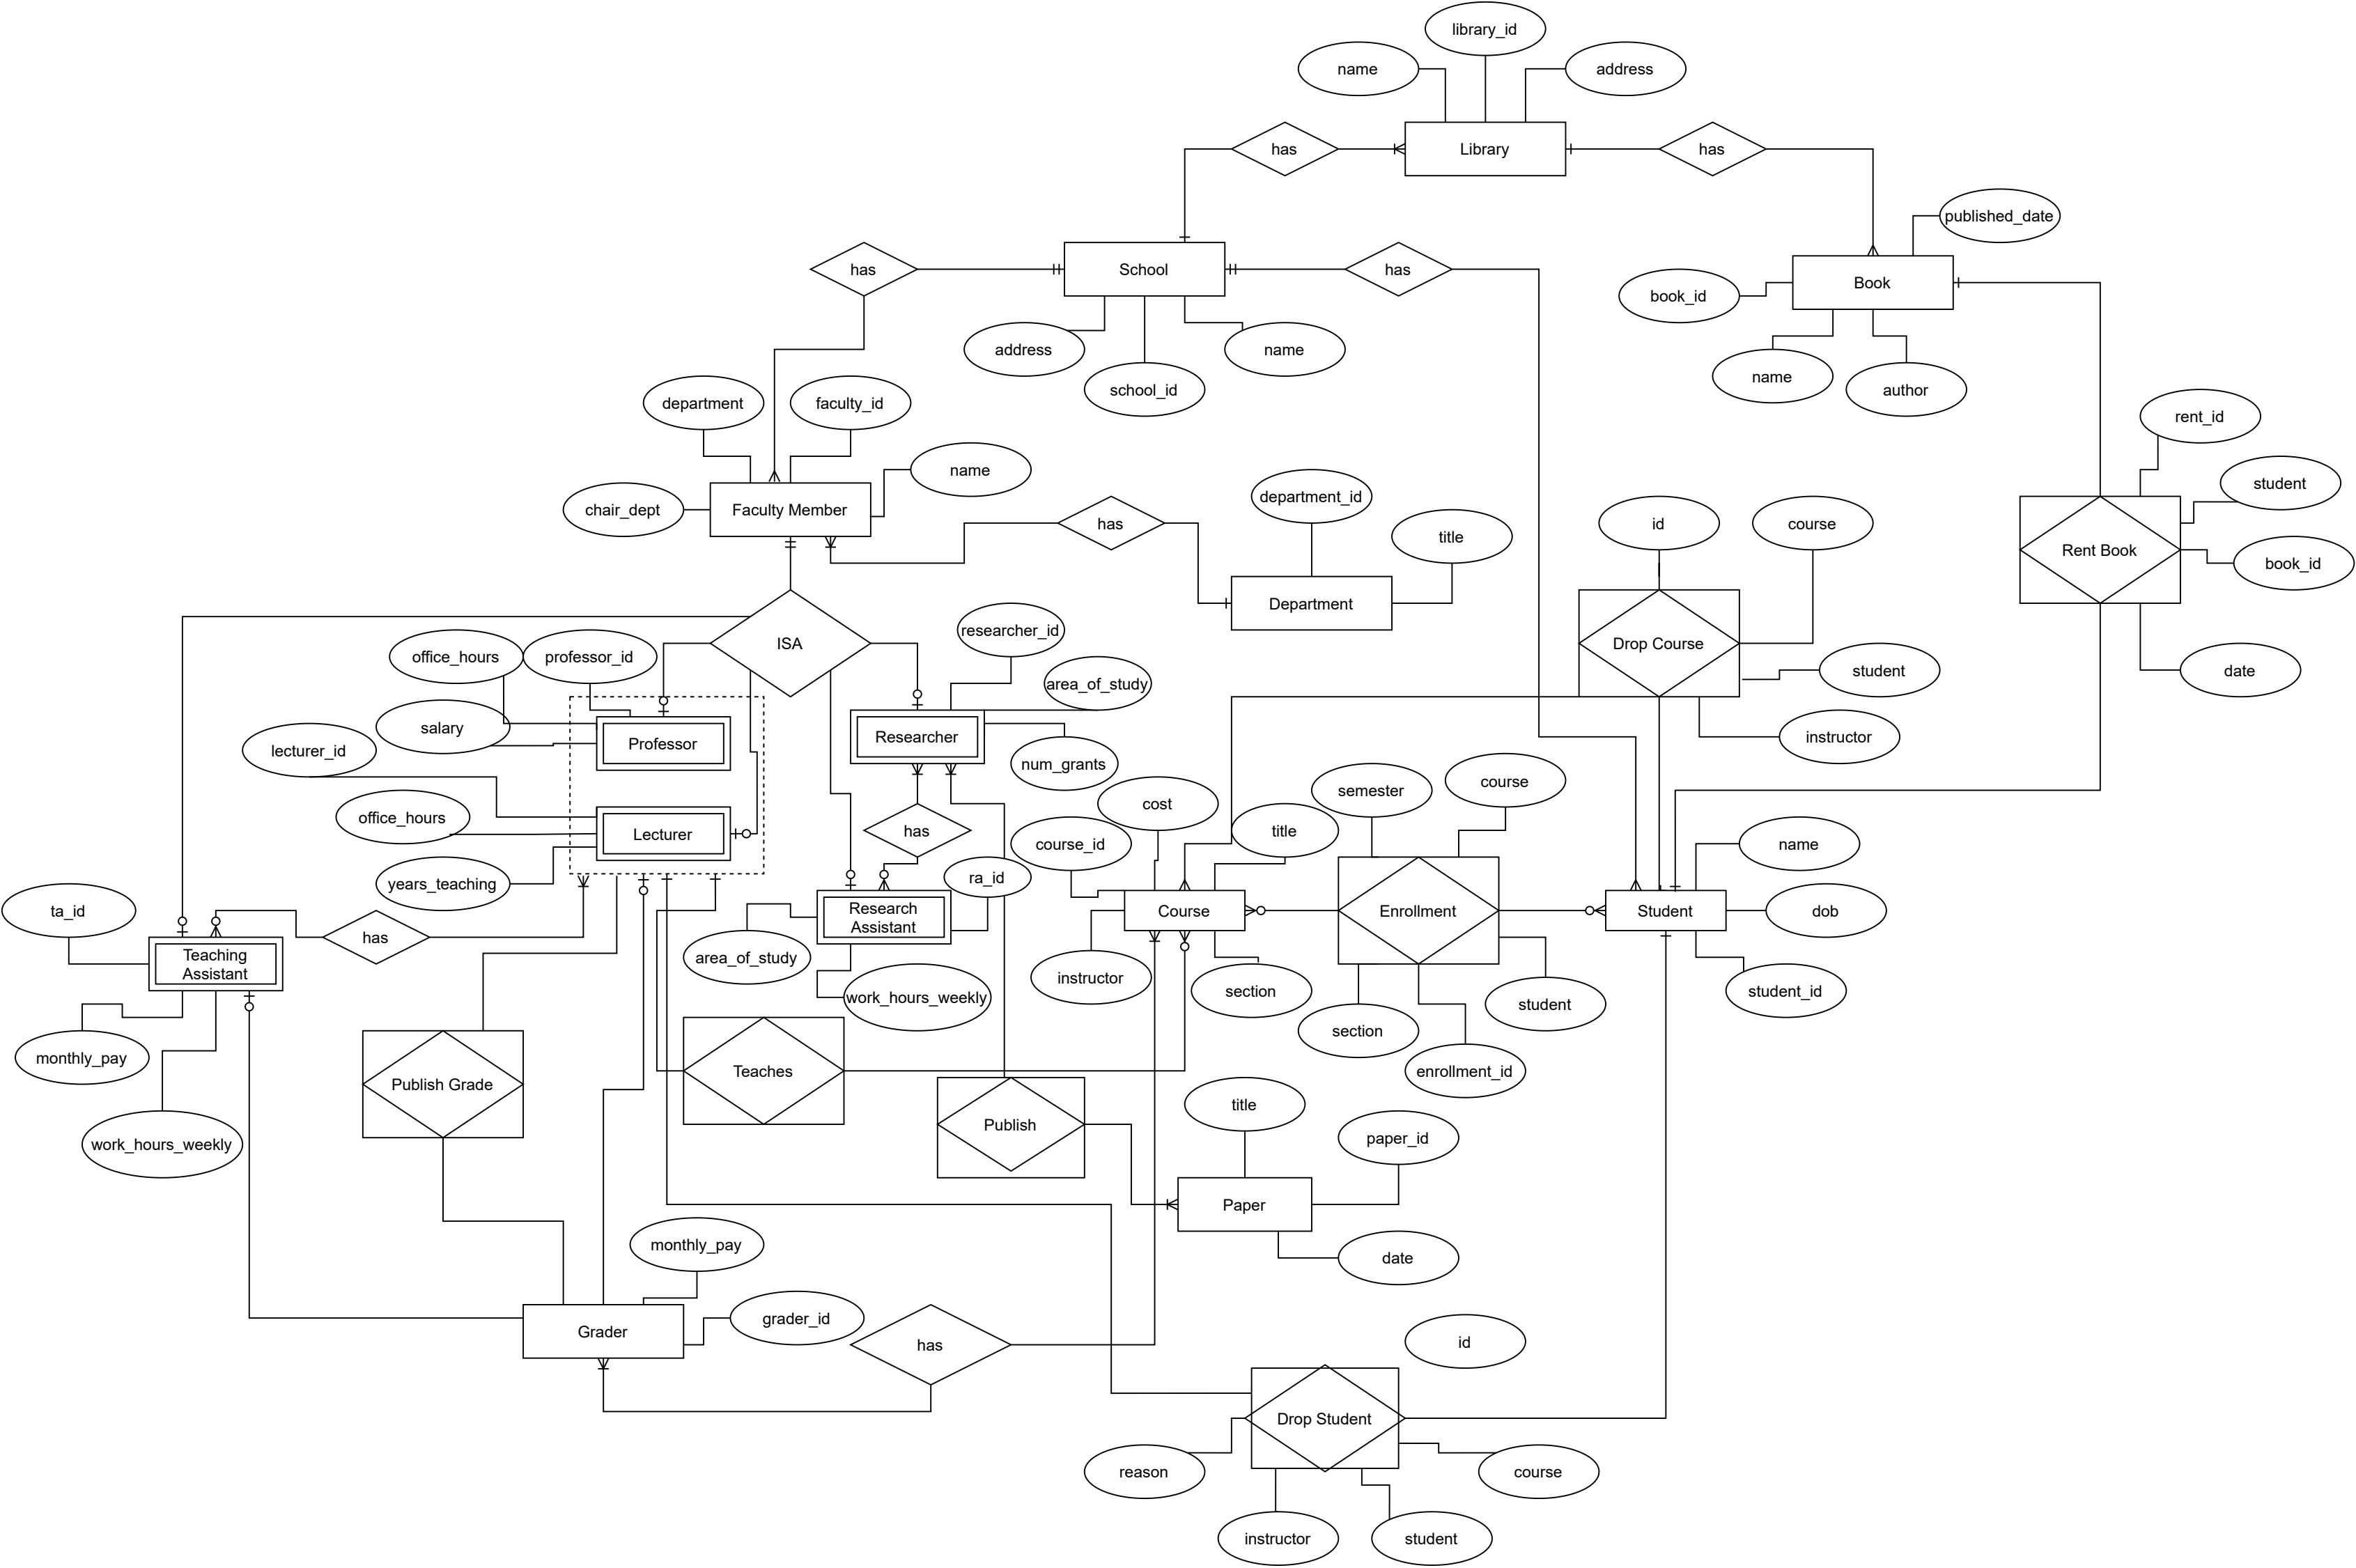 library_id
name
address
has
Library
has
published_date
has
School
has
Book
book_id
address
name
school_id
name
author
department
faculty_id
rent_id
name
student
department_id
chair_dept
Faculty Member
has
title
id
course
Rent Book
book_id
Department
researcher_id
ISA
Drop Course
office_hours
professor_id
student
date
area_of_study
salary
Professor
Researcher
instructor
lecturer_id
num_grants
semester
course
cost
office_hours
Lecturer
has
course_id
title
name
years_teaching
ra_id
ta_id
Research
Assistant
Course
Enrollment
Student
dob
has
Teaching
Assistant
area_of_study
instructor
section
student
student_id
work_hours_weekly
section
monthly_pay
enrollment_id
Publish Grade
Teaches
title
Publish
paper_id
work_hours_weekly
Paper
monthly_pay
date
grader_id
Grader
has
id
Drop Student
reason
course
instructor
student